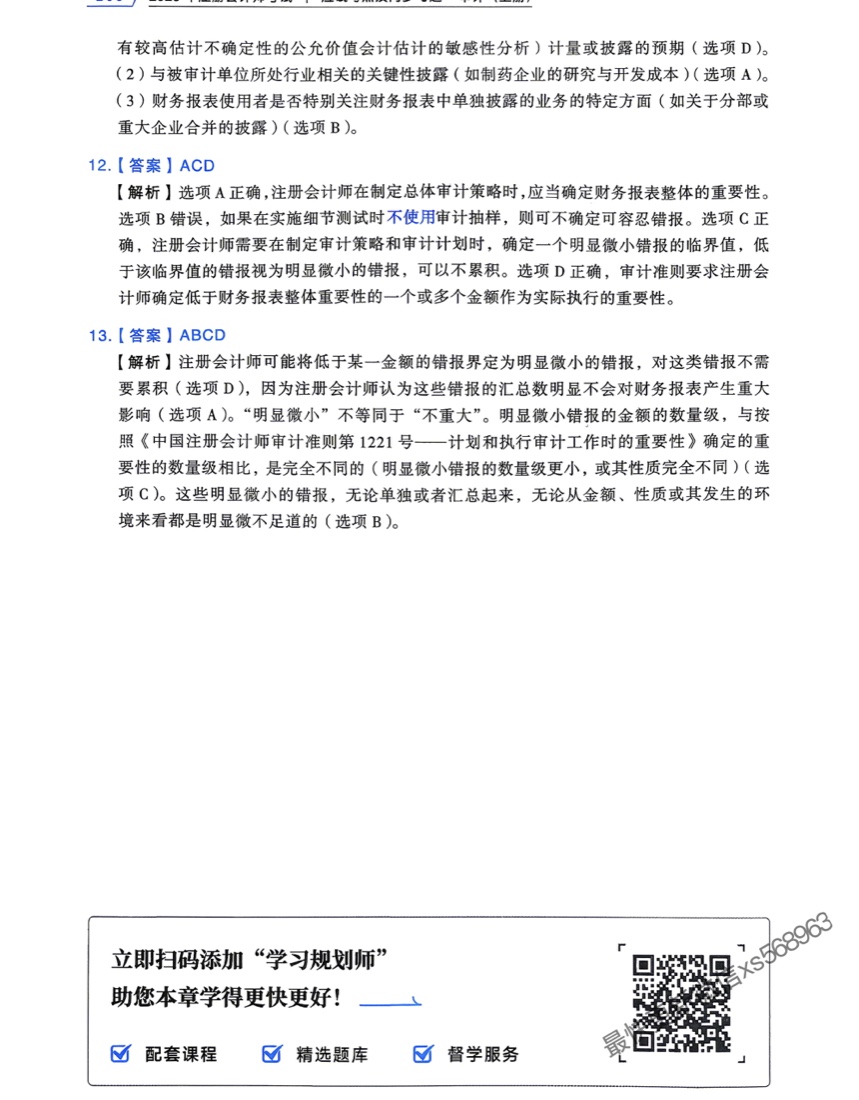 有较高估计不确定性的公允价值会计估计的敏感性分析）计量或披露的预期（选项 D）。
（2）与被审计单位所处行业相关的关键性披露（如制药企业的研究与开发成本）（选项 A）。
（3）财务报表使用者是否特别关注财务报表中单独披露的业务的特定方面（如关于分部或
重大企业合并的披露）（选项 B）。
12.【答案】ACD
【解析】选项 A 正确，注册会计师在制定总体审计策略时，应当确定财务报表整体的重要性。
选项 B 错误，如果在实施细节测试时不使用审计抽样，则可不确定可容忍错报。选项 C 正
确，注册会计师需要在制定审计策略和审计计划时，确定一个明显微小错报的临界值，低
于该临界值的错报视为明显微小的错报，可以不累积。选项 D 正确，审计准则要求注册会
计师确定低于财务报表整体重要性的一个或多个金额作为实际执行的重要性。
13.【答案】ABCD
【解析】注册会计师可能将低于某一金额的错报界定为明显微小的错报，对这类错报不需
要累积（选项 D），因为注册会计师认为这些错报的汇总数明显不会对财务报表产生重大
影响（选项 A）。“明显微小”不等同于“不重大”。明显微小错报的金额的数量级，与按
照《中国注册会计师审计准则第 1221 号——计划和执行审计工作时的重要性》确定的重
要性的数量级相比，是完全不同的（明显微小错报的数量级更小，或其性质完全不同）（选
项 C）。这些明显微小的错报，无论单独或者汇总起来，无论从金额、性质或其发生的环
境来看都是明显微不足道的（选项 B）。
立即扫码添加“学习规划师”
助您本章学得更快更好！
配套课程 精选题库 督学服务
xs568963